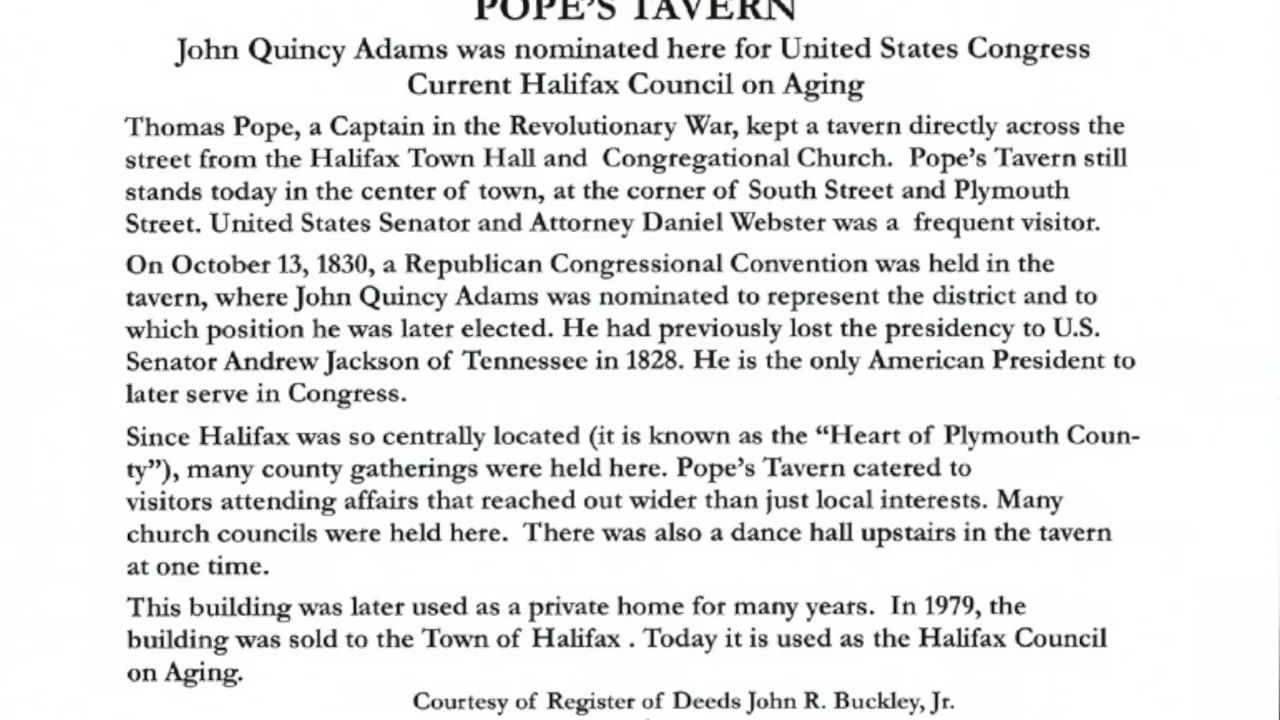 POPE'S TAVERN
John Quincy Adams was nominated here for United States Congress
Current Halifax Council on Aging
Thomas Pope, a Captain in the Revolutionary War, kept a tavern directly across the
street from the Halifax Town Hall and  Congregational Church.  Pope's Tavern still
stands today in the center of town, at the corner of South Street and Plymouth
Street. United States Senator and Attorney Daniel Webster was a  frequent visitor.
On October 13, 1830, a Republican Congressional Convention was held in the
tavern, where John Quincy Adams was nominated to represent the district and to
which position he was later elected. He had previously lost the presidency to U.S.
Senator Andrew Jackson of Tennessee in 1828. He is the only American President to
later serve in Congress.
Since Halifax was so centrally located (it is known as the “Heart of Plymouth Coun-
ty”), many county gatherings were held here. Pope's Tavern catered to
visitors attending affairs that reached out wider than just local interests. Many
church councils were held here.  There was also a dance hall upstairs in the tavern
at one time.
This building was later used as a private home for many years.  In 1979, the
building was sold to the Town of Halifax . Today it is used as the Halifax Council
on Aging.
Courtesy of Register of Deeds John R. Buckley, Jr.